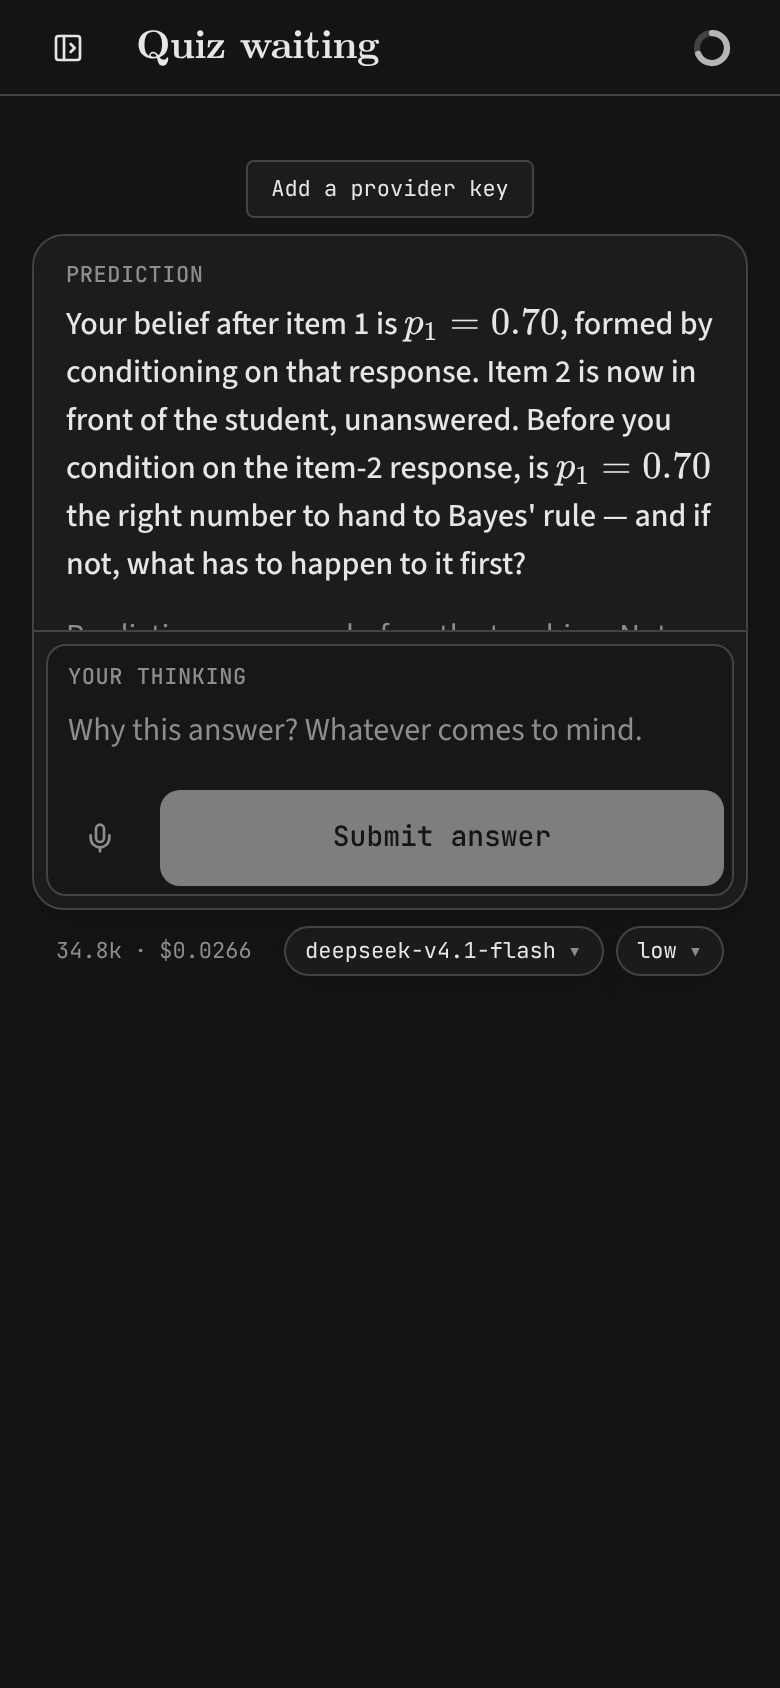 Quiz waiting
Add a provider key
PREDICTION
Your belief after item 1 is p₁ = 0.70, formed by
conditioning on that response. Item 2 is now in
front of the student, unanswered. Before you
condition on the item-2 response, is p₁ = 0.70
the right number to hand to Bayes' rule — and if
not, what has to happen to it first?
YOUR THINKING
Why this answer? Whatever comes to mind.
Submit answer
34.8k · $0.0266
deepseek-v4.1-flash ▾
low ▾